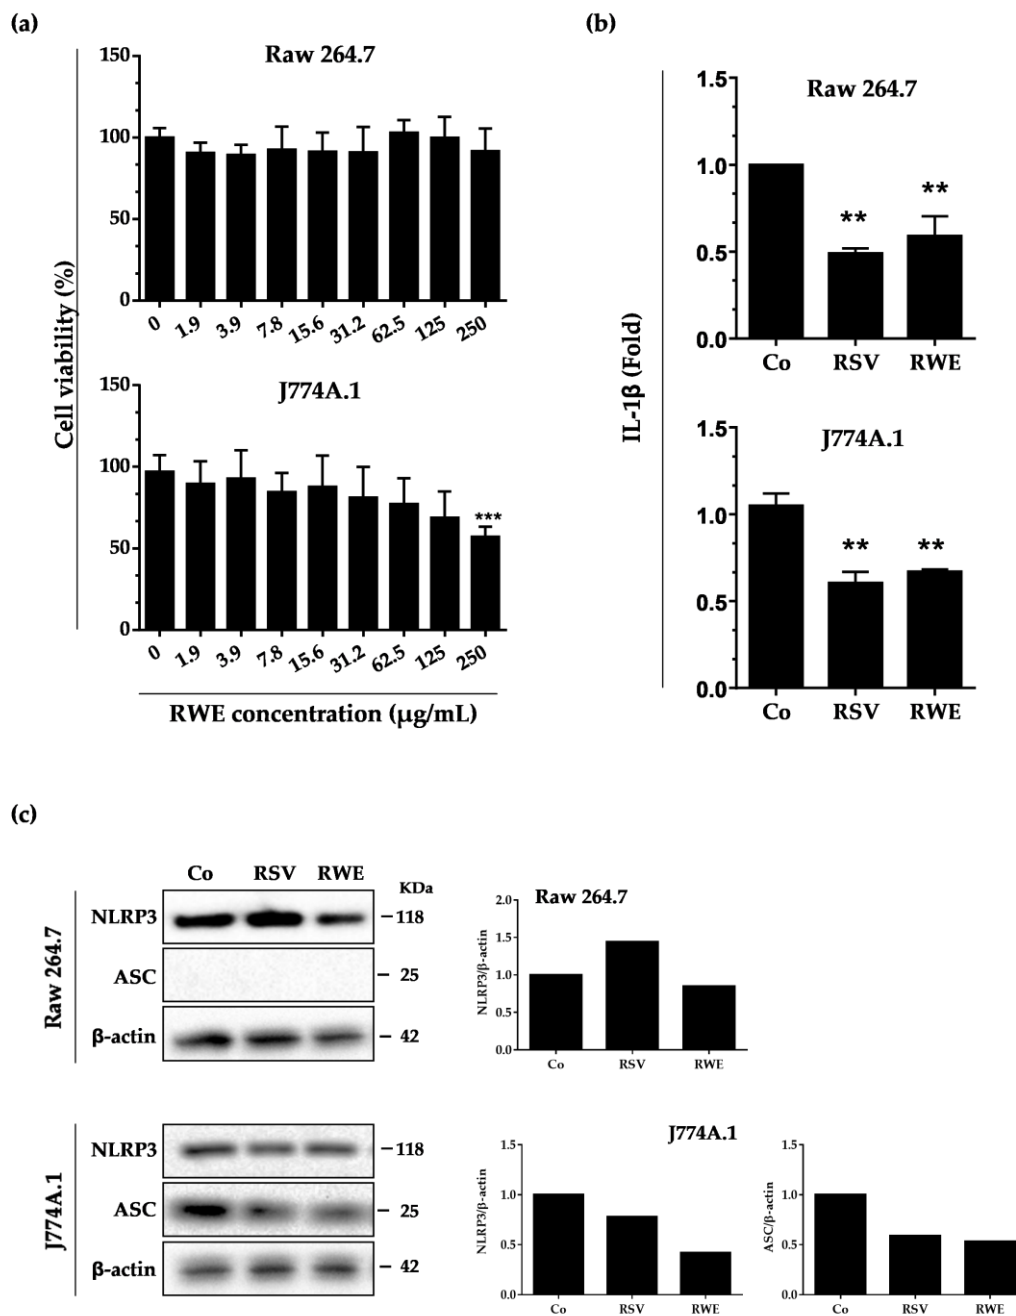 (a)
Raw 264.7
150
100
50
0
0 1.9 3.9 7.8 15.6 31.2 62.5 125 250
J774A.1
150
100
50
0
***
0 1.9 3.9 7.8 15.6 31.2 62.5 125 250
Cell viability (%)
RWE concentration (µg/mL)
(b)
Raw 264.7
1.5
1.0
0.5
0.0
** **
Co RSV RWE
J774A.1
1.5
1.0
0.5
0.0
** **
Co RSV RWE
IL-1β (Fold)
(c)
Co RSV RWE
KDa
Raw 264.7
NLRP3 – 118
ASC – 25
β-actin – 42
Raw 264.7
NLRP3/β-actin
2.0
1.5
1.0
0.5
0.0
Co RSV RWE
J774A.1
NLRP3 – 118
ASC – 25
β-actin – 42
J774A.1
NLRP3/β-actin
1.5
1.0
0.5
0.0
Co RSV RWE
ASC/β-actin
1.5
1.0
0.5
0.0
Co RSV RWE